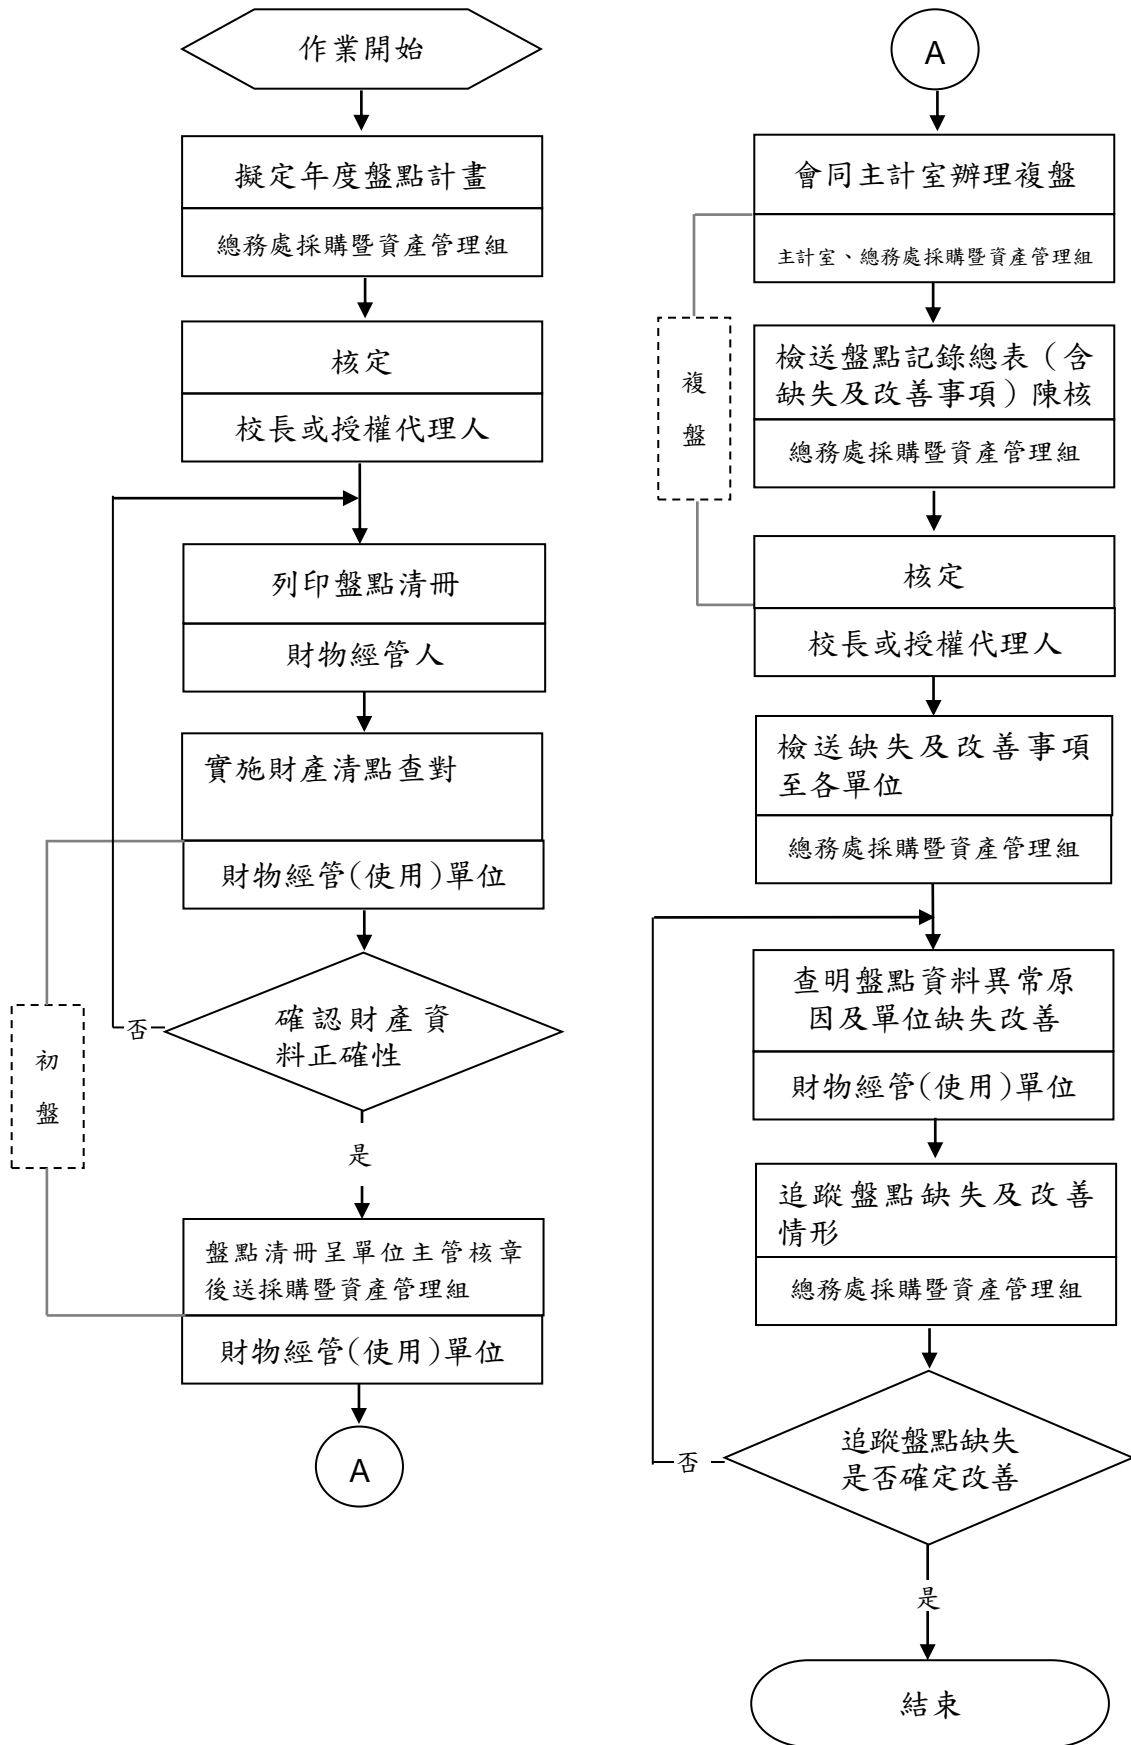 作業開始
擬定年度盤點計畫
總務處採購暨資產管理組
核定
校長或授權代理人
列印盤點清冊
財物經管人
實施財產清點查對
財物經管(使用)單位
確認財產資
料正確性
否
初
盤
是
盤點清冊呈單位主管核章
後送採購暨資產管理組
財物經管(使用)單位
A
A
會同主計室辦理複盤
主計室、總務處採購暨資產管理組
複
盤
檢送盤點記錄總表（含
缺失及改善事項）陳核
總務處採購暨資產管理組
核定
校長或授權代理人
檢送缺失及改善事項
至各單位
總務處採購暨資產管理組
查明盤點資料異常原
因及單位缺失改善
財物經管(使用)單位
追蹤盤點缺失及改善
情形
總務處採購暨資產管理組
追蹤盤點缺失
是否確定改善
否
是
結束